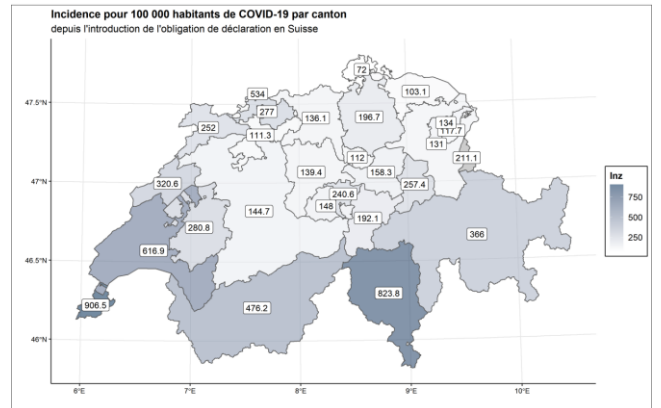 Incidence pour 100 000 habitants de COVID-19 par canton
depuis l'introduction de l'obligation de déclaration en Suisse
72
47.5°N
534
103.1
277
136.1
196.7
134
252
111.3
117.7
131
112
211.1
47°N
320.6
139.4
158.3
257.4
240.6
144.7
148
192.1
280.8
366
616.9
46.5°N
906.5
476.2
823.8
46°N
Inz
750
500
250
6°E
7°E
8°E
9°E
10°E